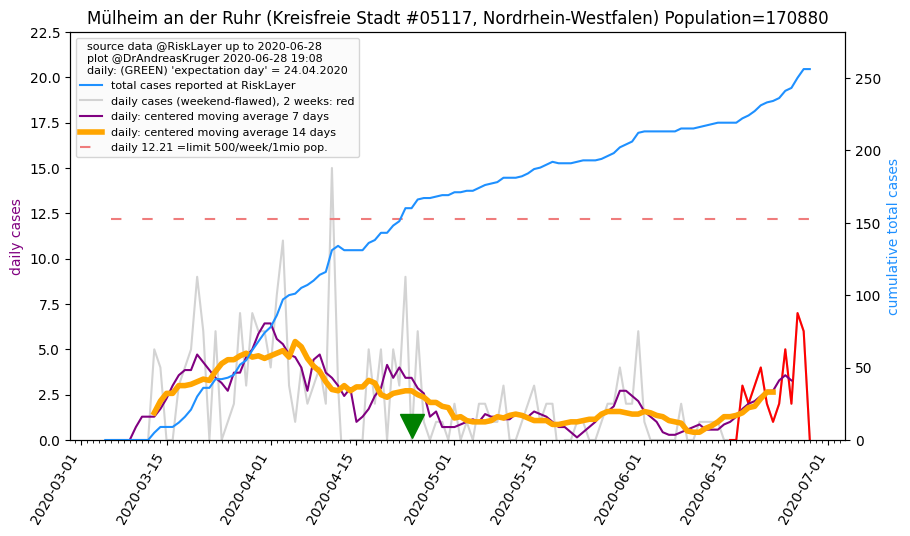 Mülheim an der Ruhr (Kreisfreie Stadt #05117, Nordrhein-Westfalen) Population=170880
source data @RiskLayer up to 2020-06-28
plot @DrAndreasKruger 2020-06-28 19:08
daily: (GREEN) 'expectation day' = 24.04.2020
total cases reported at RiskLayer
daily cases (weekend-flawed), 2 weeks: red
daily: centered moving average 7 days
daily: centered moving average 14 days
daily 12.21 =limit 500/week/1mio pop.
daily cases
22.5
20.0
17.5
15.0
12.5
10.0
7.5
5.0
2.5
0.0
250
200
150
100
50
0
cumulative total cases
2020-03-01
2020-03-15
2020-04-01
2020-04-15
2020-05-01
2020-05-15
2020-06-01
2020-06-15
2020-07-01